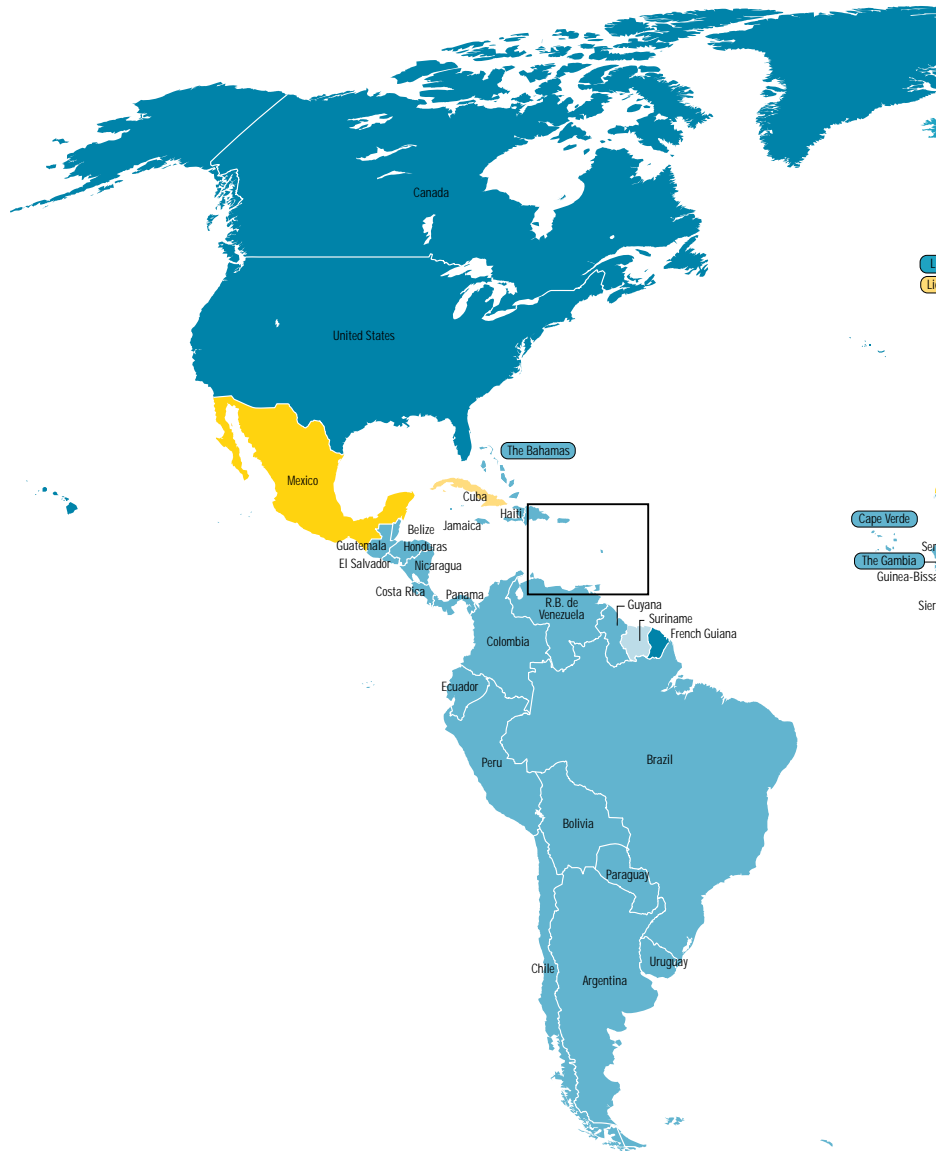 Canada
United States
The Bahamas
Mexico
Cuba
Haiti
Cape Verde
Jamaica
Belize
Guatemala
Honduras
El Salvador
Nicaragua
The Gambia
Costa Rica
Panama
R.B. de
Venezuela
Guyana
Suriname
French Guiana
Colombia
Ecuador
Peru
Brazil
Bolivia
Paraguay
Uruguay
Chile
Argentina